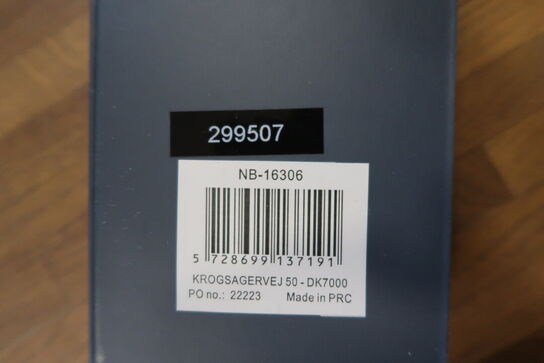 299507
NB-16306
5 728699 137191
KROGSAGERVEJ 50 - DK7000
PO no.: 22223 Made in PRC